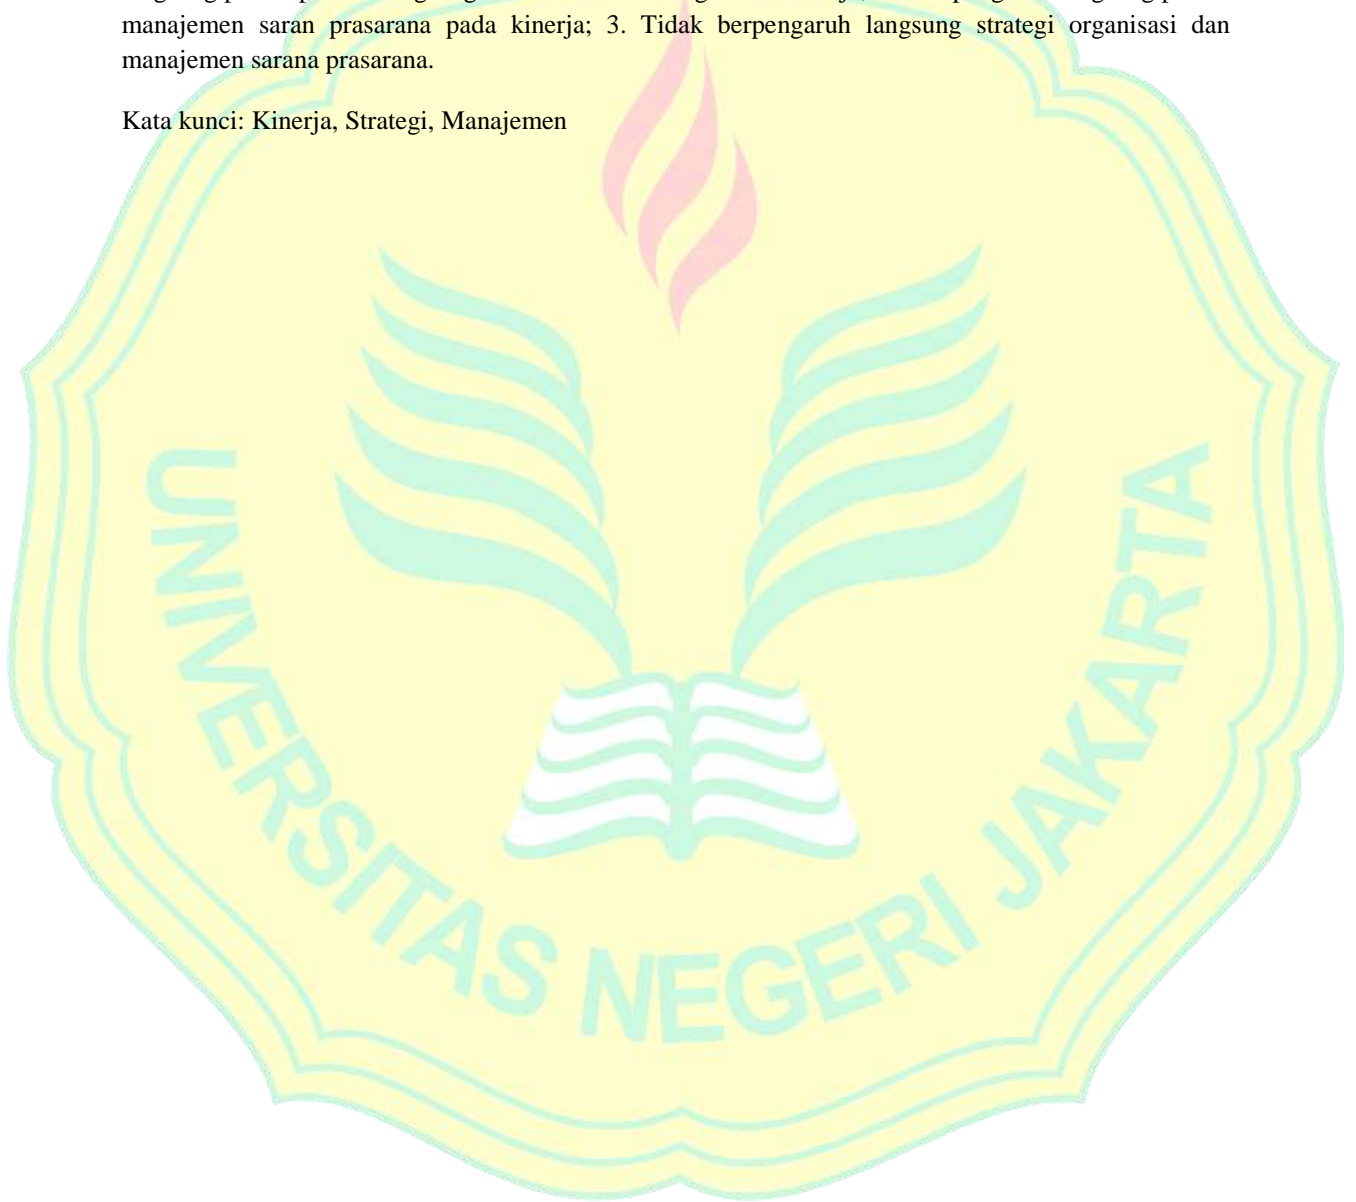 manajemen saran prasarana pada kinerja; 3. Tidak berpengaruh langsung strategi organisasi dan
manajemen sarana prasarana.
Kata kunci: Kinerja, Strategi, Manajemen
UNIVERSITAS NEGERI JAKARTA